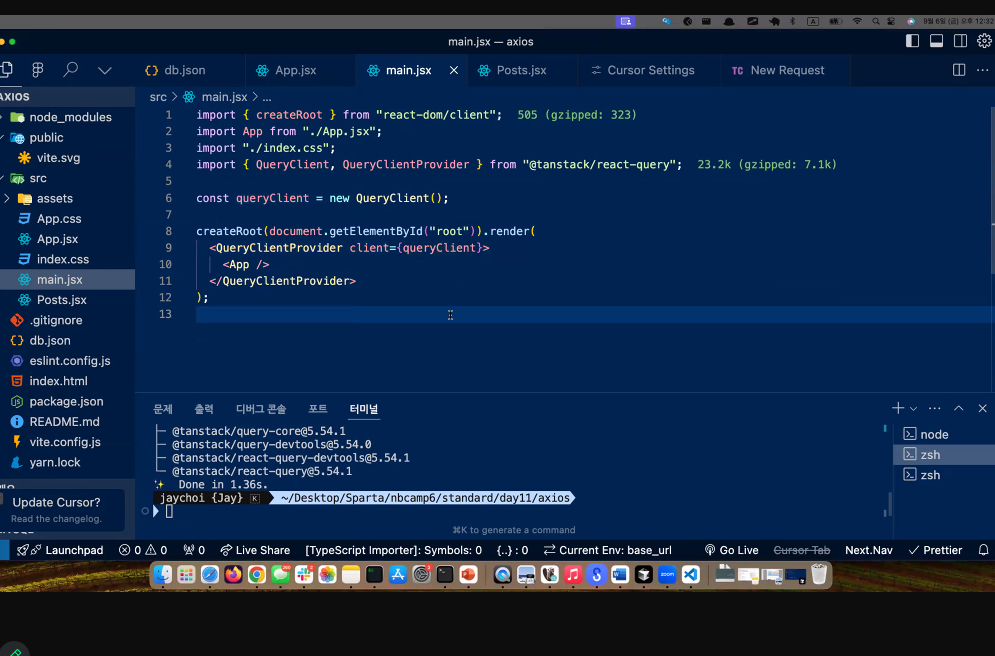 9월 6일 (금) 오후 12:32
main.jsx — axios
db.json
App.jsx
main.jsx
Posts.jsx
Cursor Settings
TC New Request
AXIOS
node_modules
public
vite.svg
src
assets
App.css
App.jsx
index.css
main.jsx
Posts.jsx
.gitignore
db.json
eslint.config.js
index.html
package.json
README.md
vite.config.js
yarn.lock
Update Cursor?
Read the changelog.
src > main.jsx > ...
1 import { createRoot } from "react-dom/client"; 505 (gzipped: 323)
2 import App from "./App.jsx";
3 import "./index.css";
4 import { QueryClient, QueryClientProvider } from "@tanstack/react-query"; 23.2k (gzipped: 7.1k)
5
6 const queryClient = new QueryClient();
7
8 createRoot(document.getElementById("root")).render(
9 <QueryClientProvider client={queryClient}>
10 <App />
11 </QueryClientProvider>
12 );
13
문제 출력 디버그 콘솔 포트 터미널
├─ @tanstack/query-core@5.54.1
├─ @tanstack/query-devtools@5.54.0
├─ @tanstack/react-query-devtools@5.54.1
└─ @tanstack/react-query@5.54.1
✨ Done in 1.36s.
jaychoi {Jay} K ~/Desktop/Sparta/nbcamp6/standard/day11/axios
⌘K to generate a command
node
zsh
zsh
Launchpad 0 0 0 Live Share [TypeScript Importer]: Symbols: 0 {..} : 0 Current Env: base_url Go Live Cursor Tab Next.Nav Prettier